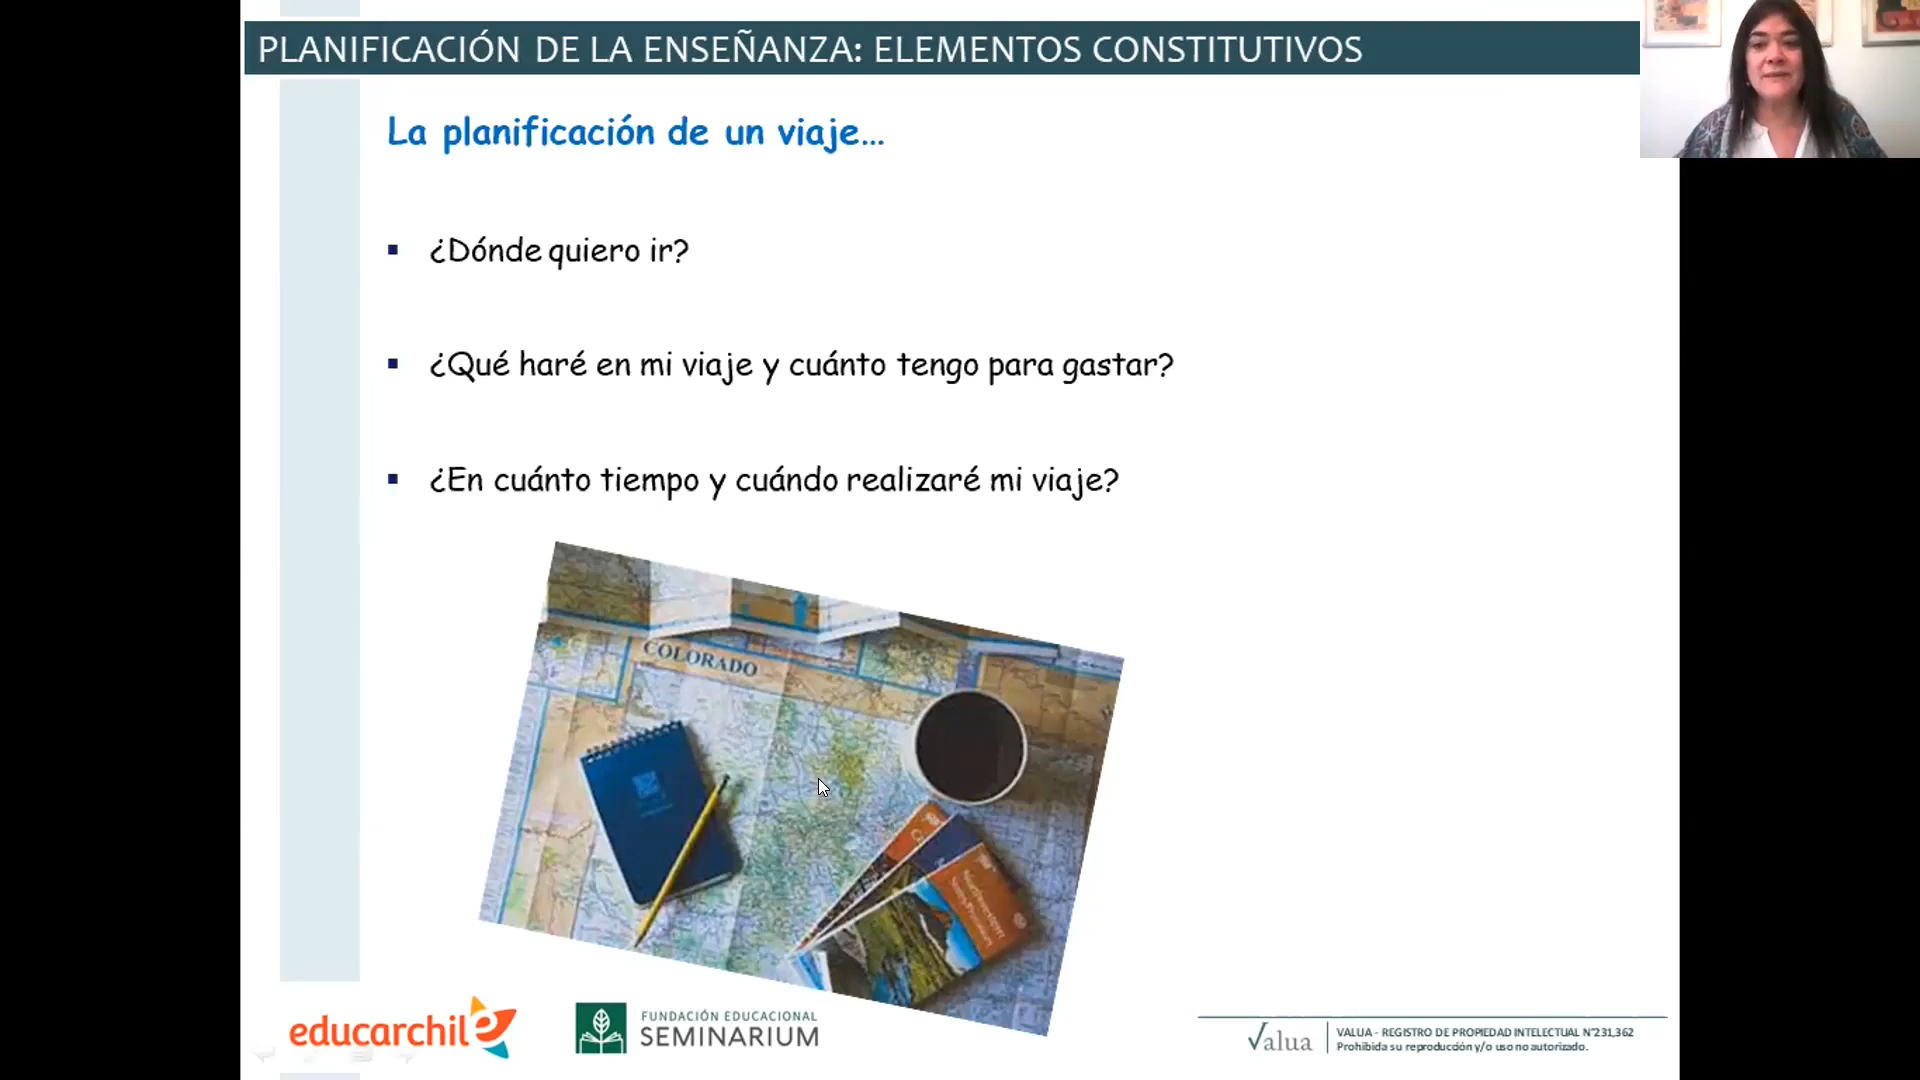 PLANIFICACIÓN DE LA ENSEÑANZA: ELEMENTOS CONSTITUTIVOS
La planificación de un viaje...
▪ ¿Dónde quiero ir?
▪ ¿Qué haré en mi viaje y cuánto tengo para gastar?
▪ ¿En cuánto tiempo y cuándo realizaré mi viaje?
COLORADO
educarchile
FUNDACIÓN EDUCACIONAL
SEMINARIUM
Valua
VALUA - REGISTRO DE PROPIEDAD INTELECTUAL N°231,362
Prohibida su reproducción y/o uso no autorizado.